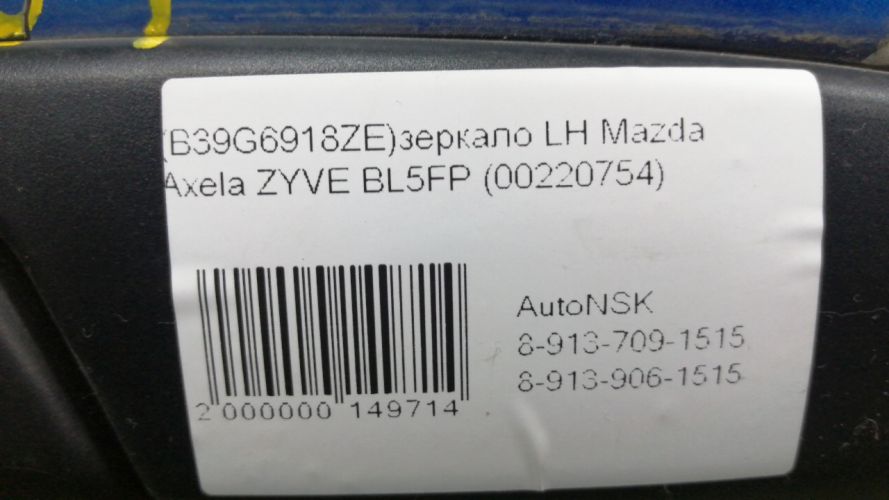 (B39G6918ZE)зеркало LH Mazda
Axela ZYVE BL5FP (00220754)
AutoNSK
8-913-709-1515
8-913-906-1515
2 000000 149714